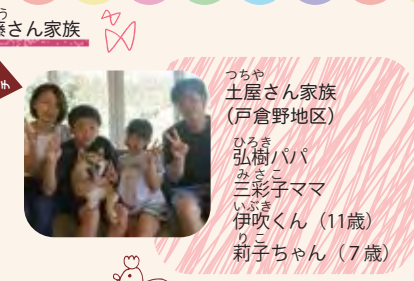 さん家族
つちや
土屋さん家族
(戸倉野地区)
ひろき
弘樹パパ
みさこ
三彩子ママ
いぶき
伊吹くん（11歳）
りこ
莉子ちゃん（７歳）